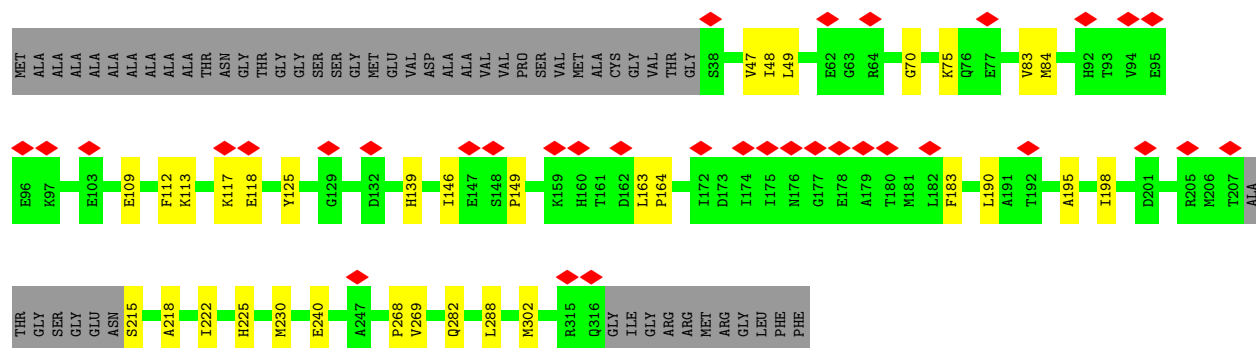 MET ALA ALA ALA ALA ALA ALA ALA ALA ALA THR ASN GLY THR GLY GLY SER SER GLY MET GLU VAL ASP ALA ALA VAL VAL PRO SER VAL MET ALA CYS GLY VAL THR GLY S38 V47 I48 L49 E62 G63 R64 G70 K75 Q76 E77 V83 M84 H92 T93 V94 E95
E96 K97 E103 E109 F112 K113 K117 E118 Y125 G129 D132 H139 I146 E147 S148 P149 K159 H160 T161 D162 L163 P164 I172 D173 I174 I175 N176 G177 E178 A179 T180 M181 L182 F183 L190 A191 T192 A195 I198 D201 R205 M206 T207 ALA
THR GLY SER GLY GLU ASN S215 A218 I222 H225 M230 E240 A247 P268 V269 Q282 L288 M302 R315 Q316 GLY ILE GLY ARG ARG MET ARG GLY LEU PHE PHE